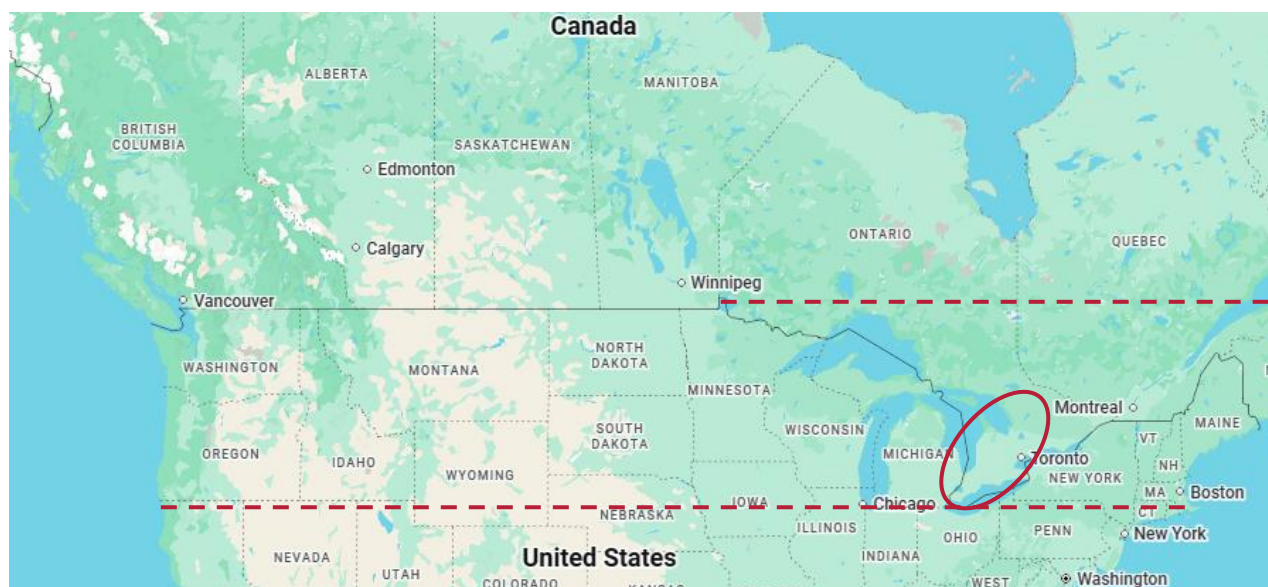 Canada
ALBERTA
MANITOBA
BRITISH
COLUMBIA
SASKATCHEWAN
Edmonton
ONTARIO
QUEBEC
Calgary
Winnipeg
Vancouver
NORTH
DAKOTA
WASHINGTON
MONTANA
MINNESOTA
Montreal
MAINE
SOUTH
DAKOTA
WISCONSIN
VT
OREGON
IDAHO
MICHIGAN
Toronto
NH
WYOMING
NEW YORK
MA
Boston
IOWA
Chicago
NEBRASKA
CT
ILLINOIS
OHIO
PENN
New York
NEVADA
United States
INDIANA
UTAH
COLORADO
KANSAS
WEST
Washington